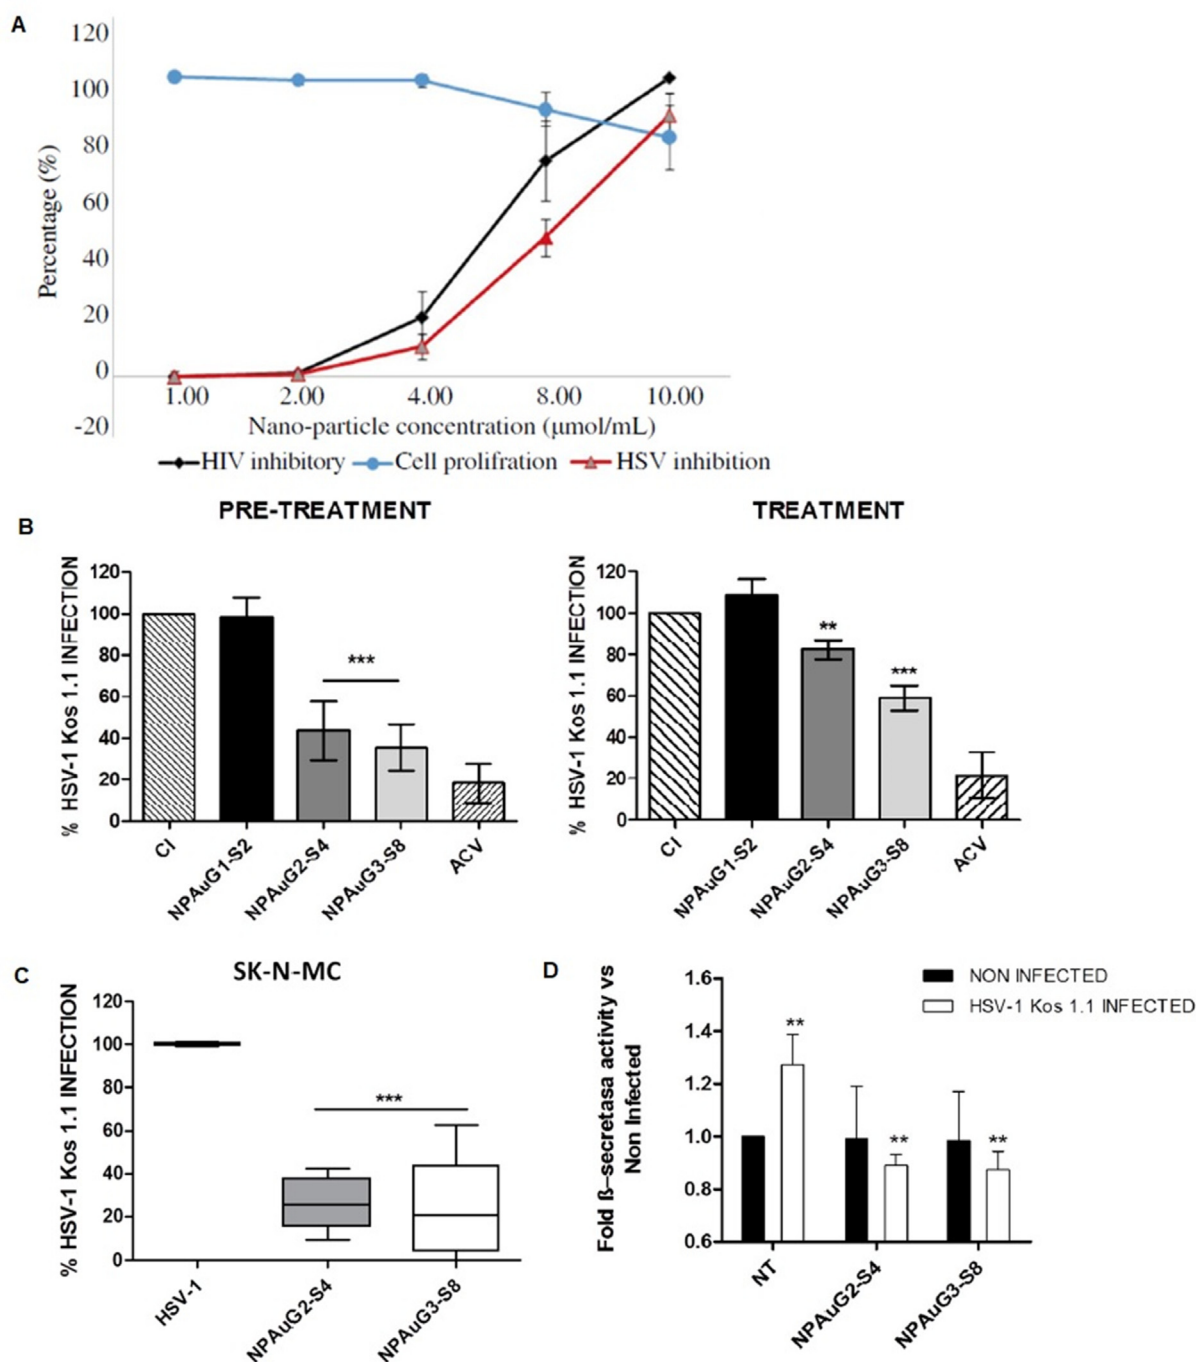 A
120
100
80
60
40
20
0
-20
Percentage (%)
1.00 2.00 4.00 8.00 10.00
Nano-particle concentration (µmol/mL)
HIV inhibitory Cell prolifration HSV inhibition
B
PRE-TREATMENT
% HSV-1 Kos 1.1 INFECTION
120
100
80
60
40
20
0
***
CI NPAuG1-S2 NPAuG2-S4 NPAuG3-S8 ACV
TREATMENT
% HSV-1 Kos 1.1 INFECTION
120
100
80
60
40
20
0
**
***
CI NPAuG1-S2 NPAuG2-S4 NPAuG3-S8 ACV
C
SK-N-MC
% HSV-1 Kos 1.1 INFECTION
120
100
80
60
40
20
0
***
HSV-1 NPAuG2-S4 NPAuG3-S8
D
Fold ß–secretasa activity vs
Non Infected
1.6
1.4
1.2
1.0
0.8
0.6
NON INFECTED
HSV-1 Kos 1.1 INFECTED
**
** **
NT NPAuG2-S4 NPAuG3-S8